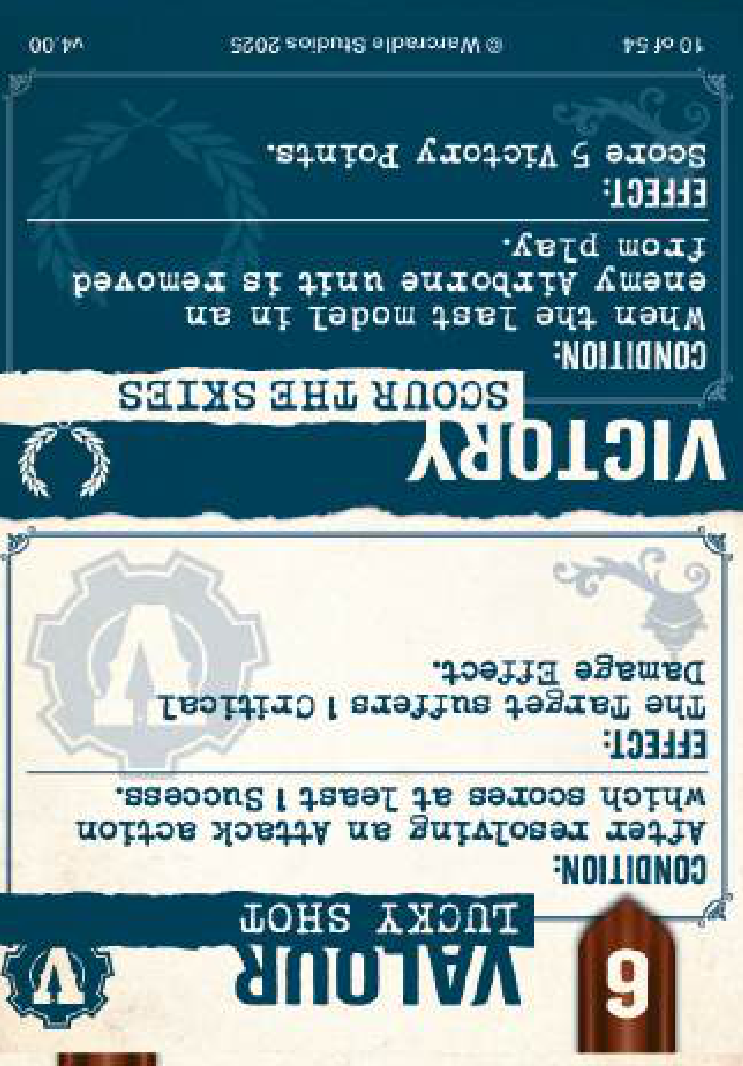 6
VALOUR
LUCKY SHOT
CONDITION:
After resolving an Attack action
which scores at least 1 Success.
EFFECT:
The Target suffers 1 Critical
Damage Effect.
VICTORY
SCOUR THE SKIES
CONDITION:
When the last model in an
enemy Airborne unit is removed
from play.
EFFECT:
Score 5 Victory Points.
10 of 54
© Warcradle Studios 2025
v4.00